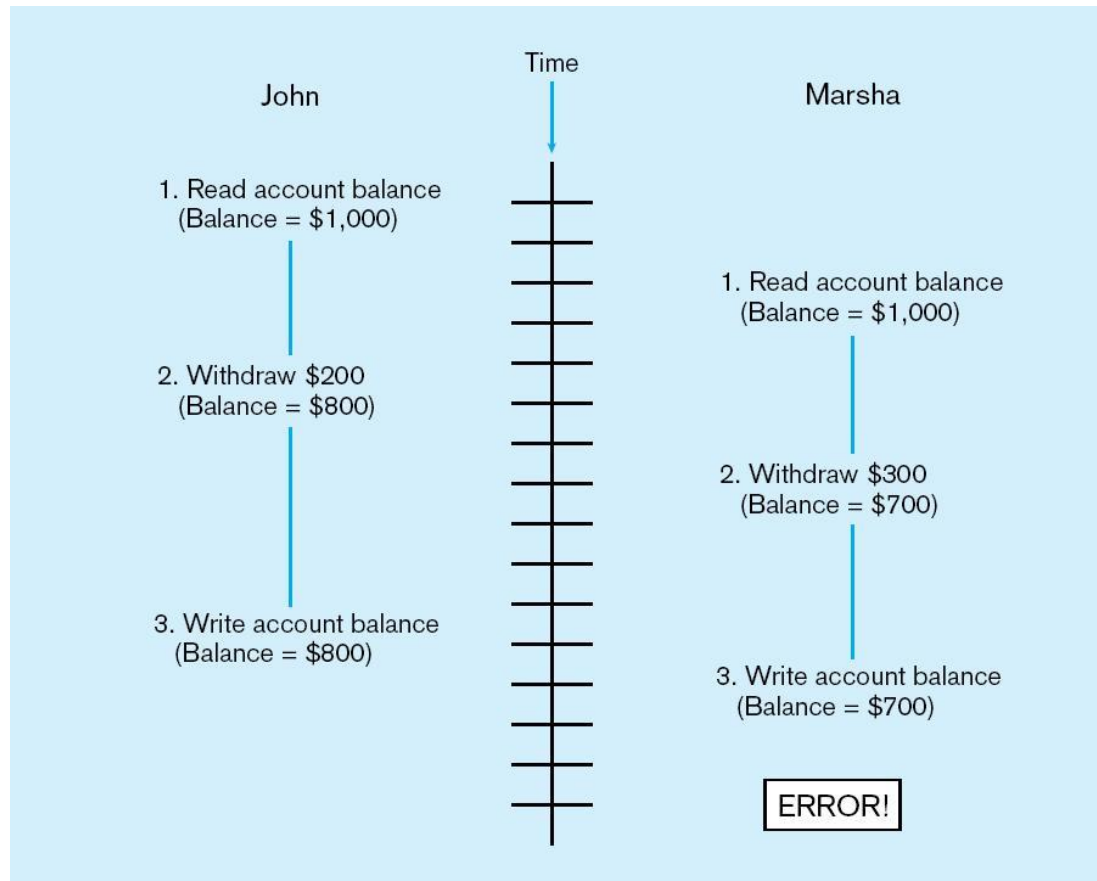 Time
John
Marsha
1. Read account balance
(Balance = $1,000)
1. Read account balance
(Balance = $1,000)
2. Withdraw $200
(Balance = $800)
2. Withdraw $300
(Balance = $700)
3. Write account balance
(Balance = $800)
3. Write account balance
(Balance = $700)
ERROR!